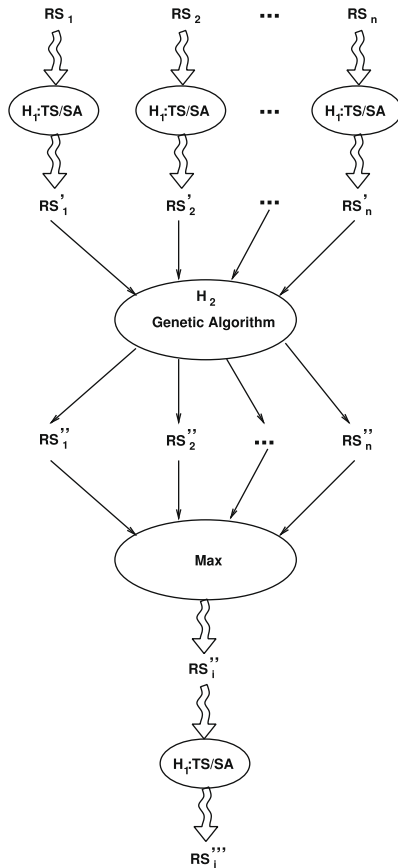 RS₁ RS₂ ... RSₙ
H₁:TS/SA H₁:TS/SA ... H₁:TS/SA
RS'₁ RS'₂ ... RS'ₙ
H₂
Genetic Algorithm
RS''₁ RS''₂ ... RS''ₙ
Max
RS''ᵢ
H₁:TS/SA
RS'''ᵢ